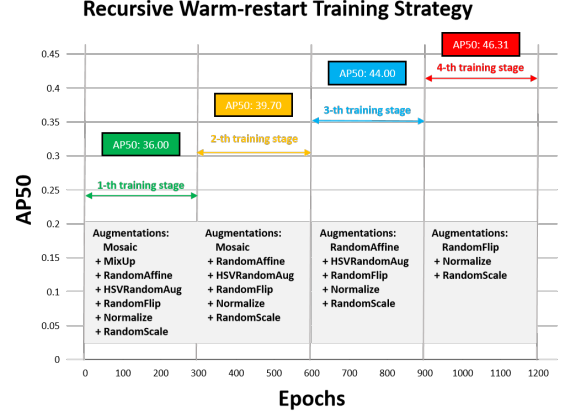 Recursive Warm-restart Training Strategy
AP50
0.45
0.4
0.35
0.3
0.25
0.2
0.15
0.1
0.05
0
AP50: 36.00
1-th training stage
AP50: 39.70
2-th training stage
AP50: 44.00
3-th training stage
AP50: 46.31
4-th training stage
Augmentations:
Mosaic
+ MixUp
+ RandomAffine
+ HSVRandomAug
+ RandomFlip
+ Normalize
+ RandomScale
Augmentations:
Mosaic
+ RandomAffine
+ HSVRandomAug
+ RandomFlip
+ Normalize
+ RandomScale
Augmentations:
RandomAffine
+ HSVRandomAug
+ RandomFlip
+ Normalize
+ RandomScale
Augmentations:
RandomFlip
+ Normalize
+ RandomScale
0 100 200 300 400 500 600 700 800 900 1000 1100 1200
Epochs